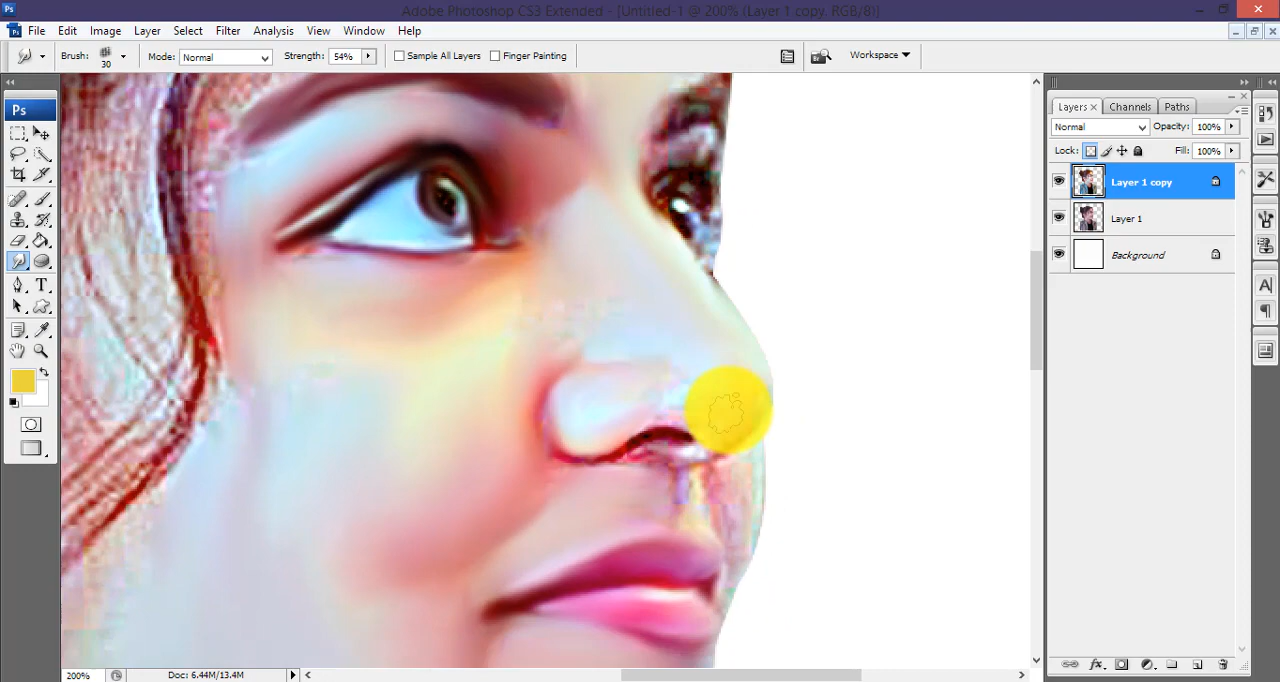 Ps Adobe Photoshop CS3 Extended - [Untitled-1 @ 200% (Layer 1 copy, RGB/8)]
Ps File Edit Image Layer Select Filter Analysis View Window Help
Brush: 30 Mode: Normal Strength: 54% Sample All Layers Finger Painting Workspace
Ps
Layers Channels Paths
Normal Opacity: 100%
Lock: Fill: 100%
Layer 1 copy
Layer 1
Background
200% Doc: 6.44M/13.4M